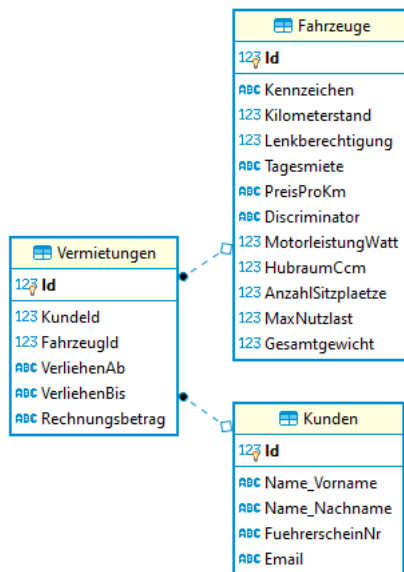 Fahrzeuge
123 Id
ABC Kennzeichen
123 Kilometerstand
123 Lenkberechtigung
ABC Tagesmiete
ABC PreisProKm
ABC Discriminator
123 MotorleistungWatt
123 HubraumCcm
123 AnzahlSitzplaetze
123 MaxNutzlast
123 Gesamtgewicht
Vermietungen
123 Id
123 KundeId
123 FahrzeugId
ABC VerliehenAb
ABC VerliehenBis
ABC Rechnungsbetrag
Kunden
123 Id
ABC Name_Vorname
ABC Name_Nachname
ABC FuehrerscheinNr
ABC Email